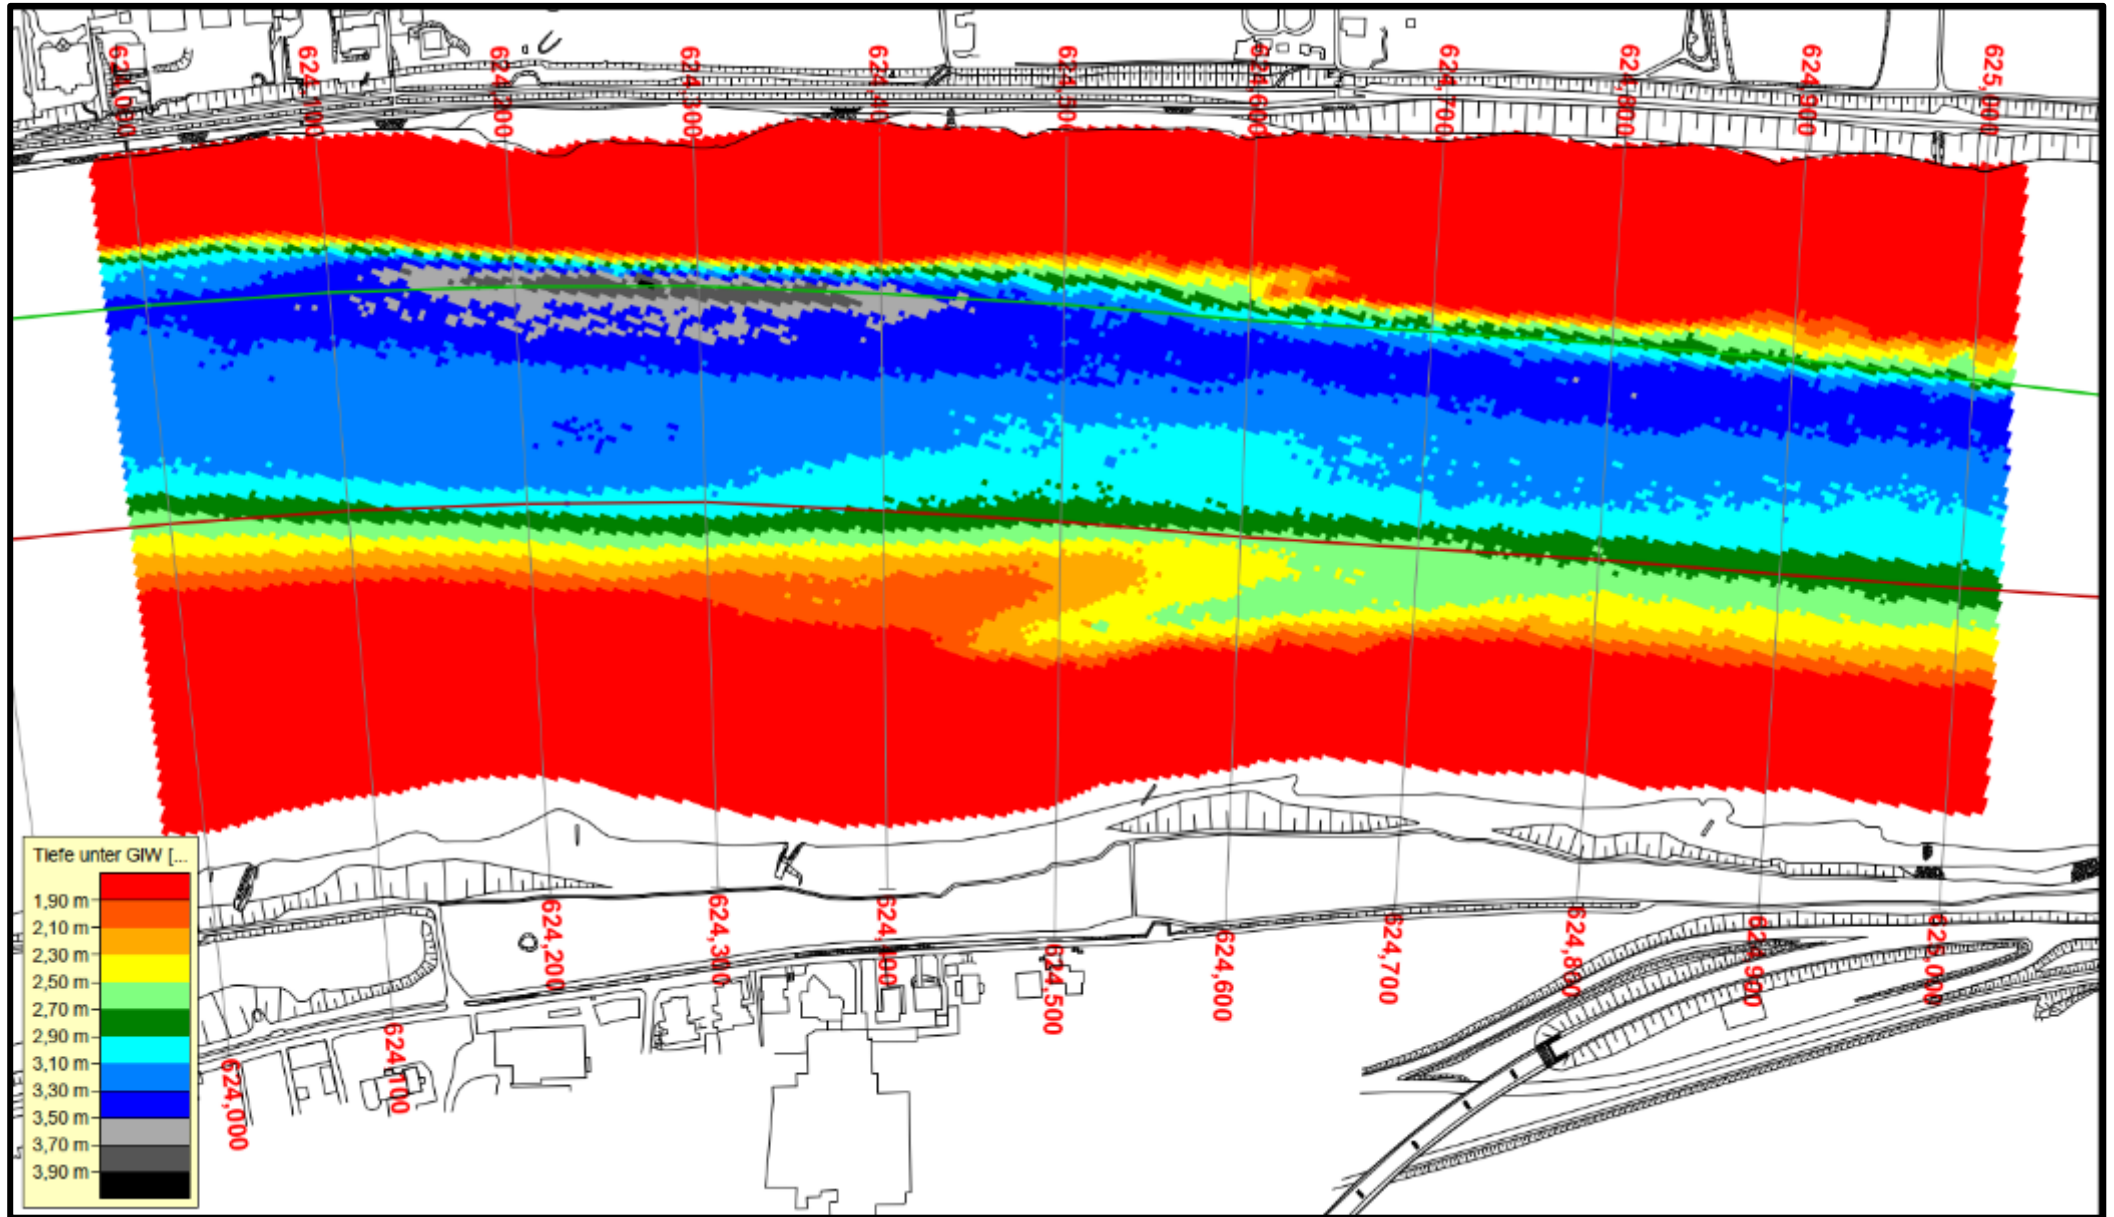 624,000
624,100
624,200
624,300
624,400
624,500
624,600
624,700
624,800
624,900
625,000
Tiefe unter GlW [...
1,90 m
2,10 m
2,30 m
2,50 m
2,70 m
2,90 m
3,10 m
3,30 m
3,50 m
3,70 m
3,90 m
624,000
624,100
624,200
624,300
624,400
624,500
624,600
624,700
624,800
624,900
625,000